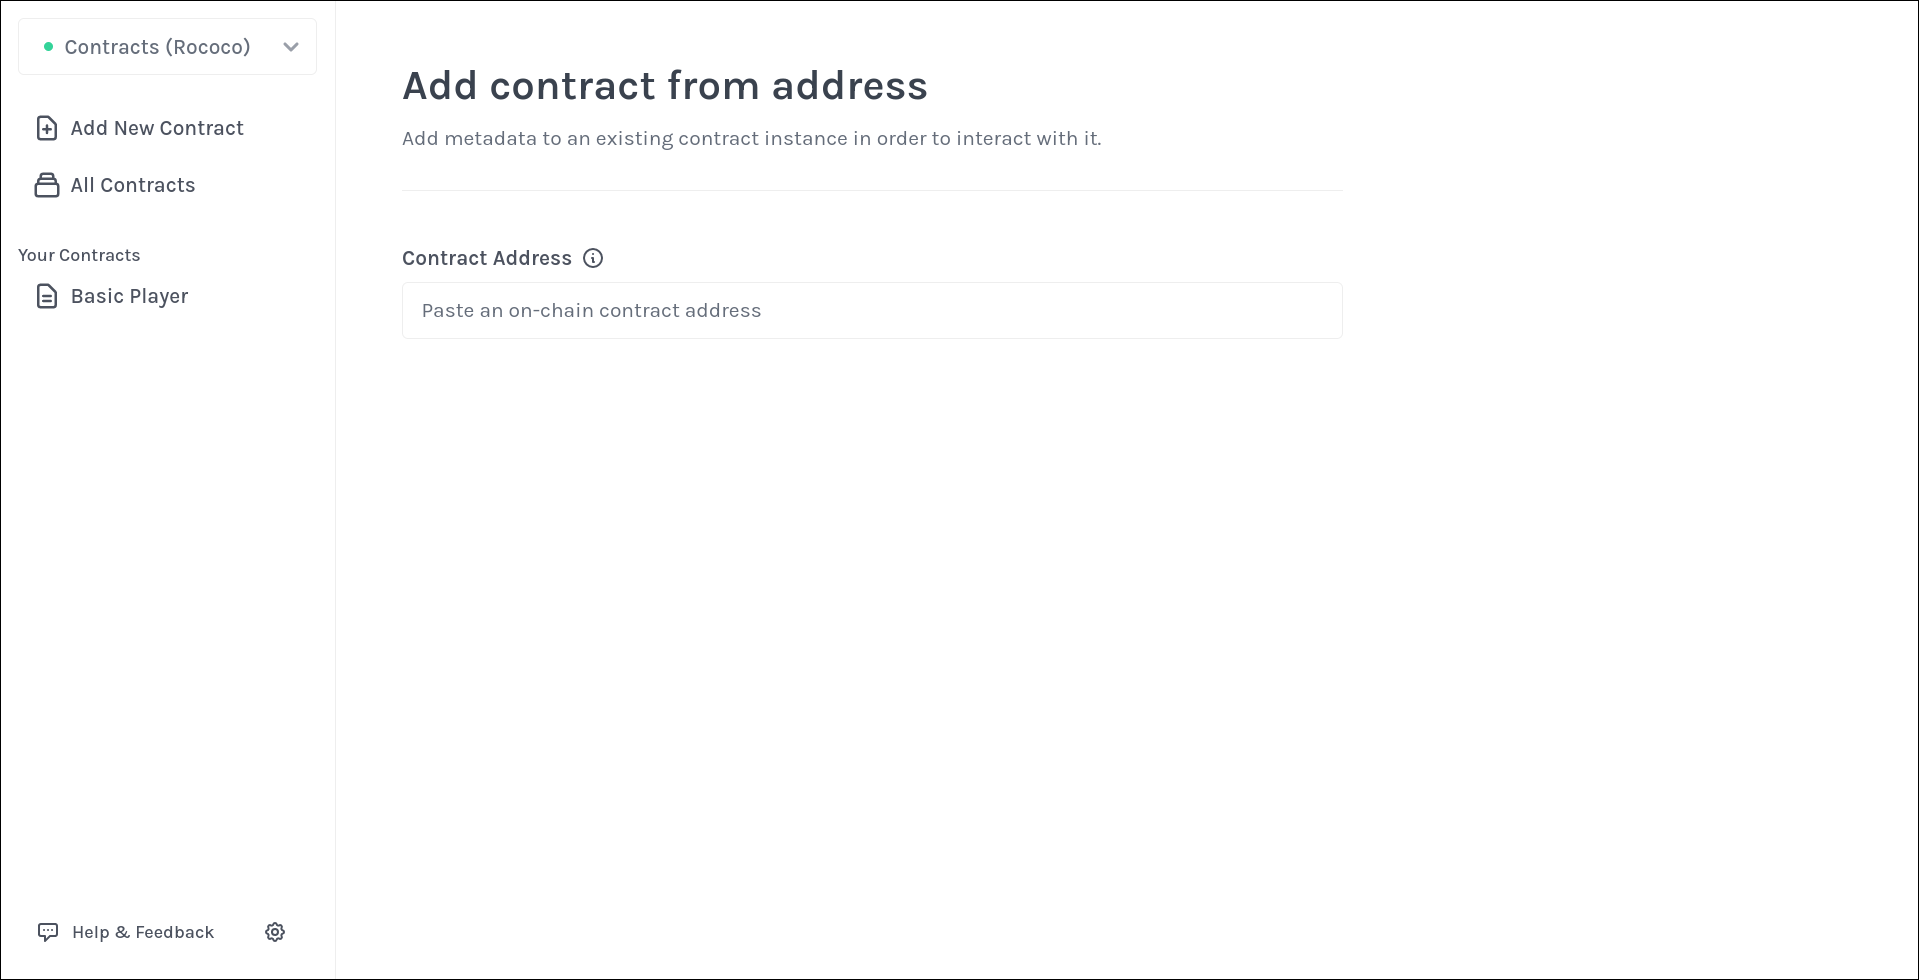 Contracts (Rococo)
Add New Contract
All Contracts
Your Contracts
Basic Player
Help & Feedback
Add contract from address
Add metadata to an existing contract instance in order to interact with it.
Contract Address
Paste an on-chain contract address